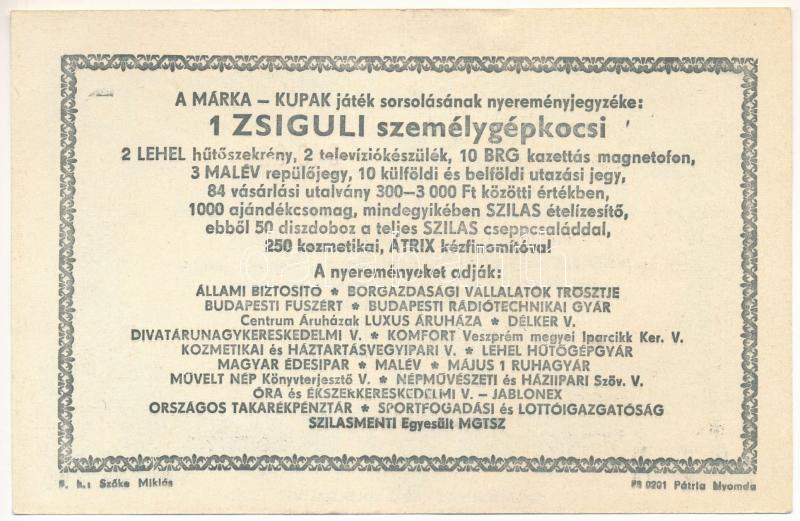 A MÁRKA – KUPAK játék sorsolásának nyereményjegyzéke:
1 ZSIGULI személygépkocsi
2 LEHEL hűtőszekrény, 2 televíziókészülék, 10 BRG kazettás magnetofon,
3 MALÉV repülőjegy, 10 külföldi és belföldi utazási jegy,
84 vásárlási utalvány 300–3 000 Ft közötti értékben,
1000 ajándékcsomag, mindegyikében SZILAS ételízesítő,
ebből 50 díszdoboz a teljes SZILAS cseppcsaláddal,
250 kozmetikai, ATRIX kézfinomítóval
A nyereményeket adják:
ÁLLAMI BIZTOSÍTÓ * BORGAZDASÁGI VÁLLALATOK TRÖSZTJE
BUDAPESTI FÜSZÉRT * BUDAPESTI RÁDIÓTECHNIKAI GYÁR
Centrum Áruházak LUXUS ÁRUHÁZA * DÉLKER V.
DIVATÁRUNAGYKERESKEDELMI V. * KOMFORT Veszprém megyei Iparcikk Ker. V.
KOZMETIKAI és HÁZTARTÁSVEGYIPARI V. * LEHEL HŰTŐGÉPGYÁR
MAGYAR ÉDESIPAR * MALÉV * MÁJUS 1 RUHAGYÁR
MŰVELT NÉP Könyvterjesztő V. * NÉPMŰVÉSZETI és HÁZIIPARI Szöv. V.
ÓRA és ÉKSZERKERESKEDELMI V. – JABLONEX
ORSZÁGOS TAKARÉKPÉNZTÁR * SPORTFOGADÁSI és LOTTÓIGAZGATÓSÁG
SZILASMENTI Egyesült MGTSZ
F. k.: Szőke Miklós
PB 0201 Pátria Nyomda